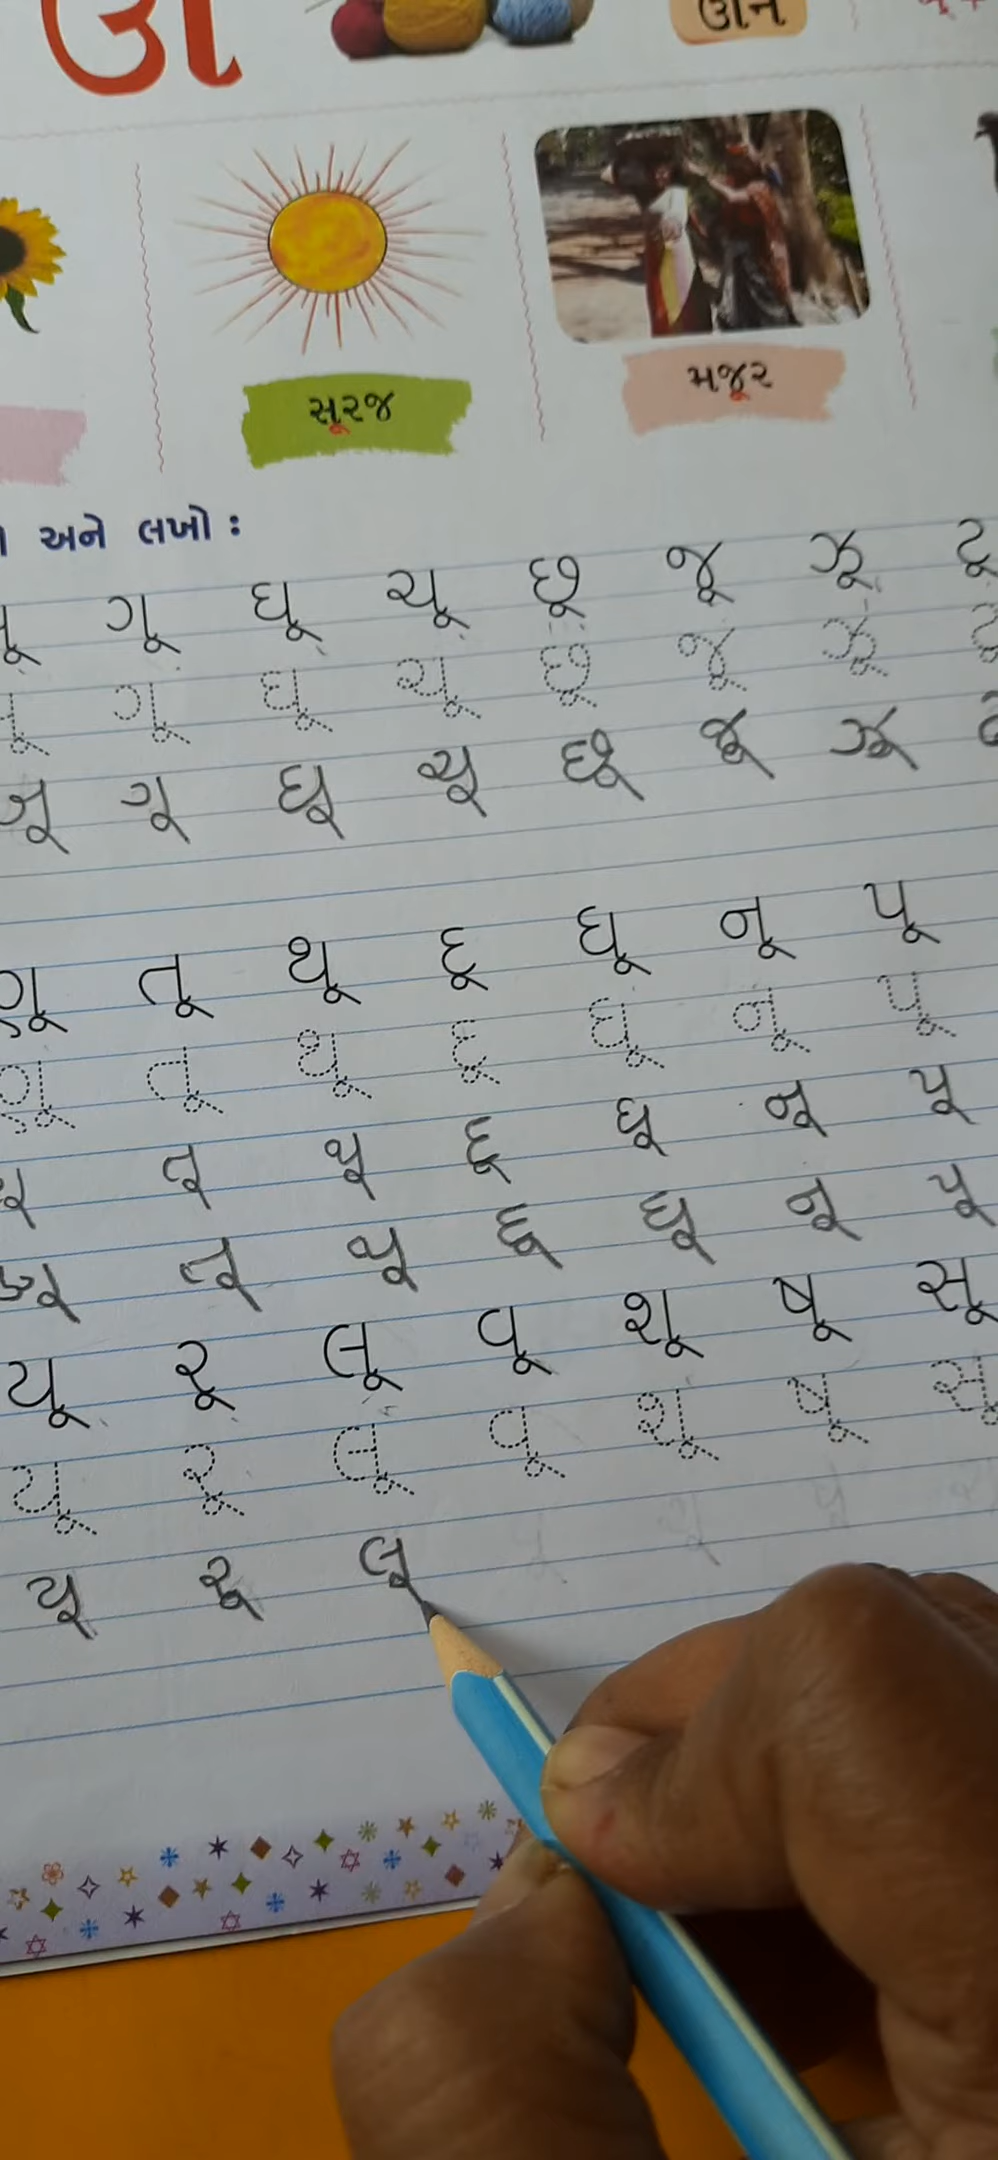 ઊ ઊન
સૂરજ મજૂર
અને લખો :
ગૂ ઘૂ ચૂ છૂ જૂ ઝૂ ટૂ
ગૂ ઘૂ ચૂ છૂ જૂ ઝૂ ટૂ
ગૂ ઘૂ ચૂ છૂ જૂ ઝૂ
ણૂ તૂ થૂ દૂ ધૂ નૂ પૂ
ણૂ તૂ થૂ દૂ ધૂ નૂ પૂ
તૂ થૂ દૂ ધૂ નૂ પૂ
તૂ થૂ દૂ ધૂ નૂ પૂ
યૂ રૂ લૂ વૂ શૂ ષૂ સૂ
યૂ રૂ લૂ વૂ શૂ ષૂ સૂ
યૂ રૂ લૂ